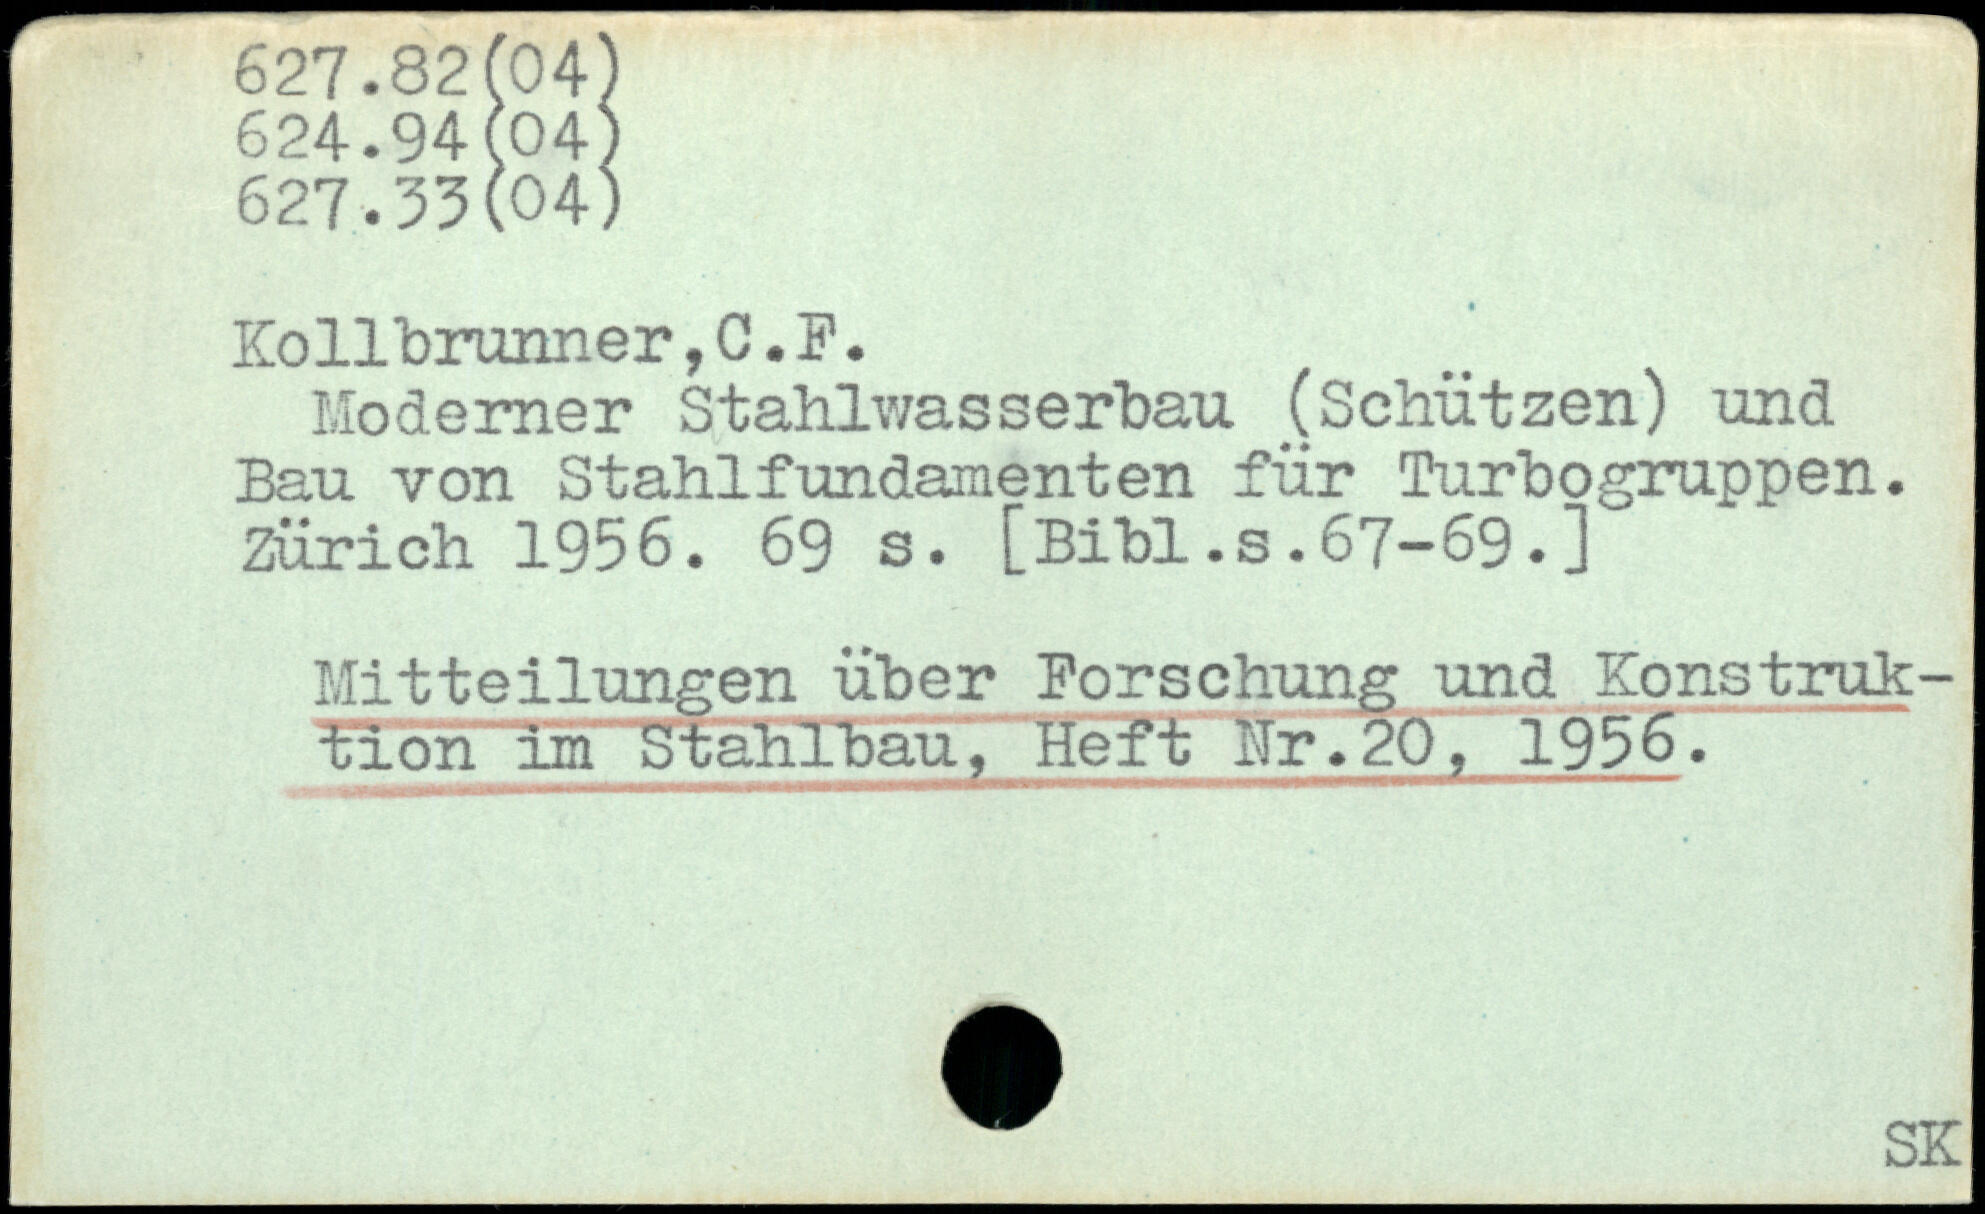 627.82(04)
624.94(04)
627.33(04)
Kollbrunner,C.F.
Moderner Stahlwasserbau (Schützen) und
Bau von Stahlfundamenten für Turbogruppen.
Zürich 1956. 69 s. [Bibl.s.67-69.]
Mitteilungen über Forschung und Konstruk-
tion im Stahlbau, Heft Nr.20, 1956.
SK